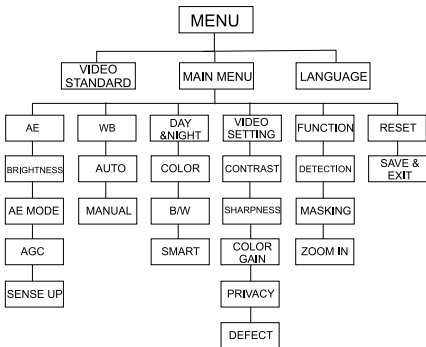 MENU
VIDEO
STANDARD
MAIN MENU
LANGUAGE
AE
WB
DAY
&NIGHT
VIDEO
SETTING
FUNCTION
RESET
BRIGHTNESS
AUTO
COLOR
CONTRAST
DETECTION
SAVE &
EXIT
AE MODE
MANUAL
B/W
SHARPNESS
MASKING
AGC
SMART
COLOR
GAIN
ZOOM IN
SENSE UP
PRIVACY
DEFECT